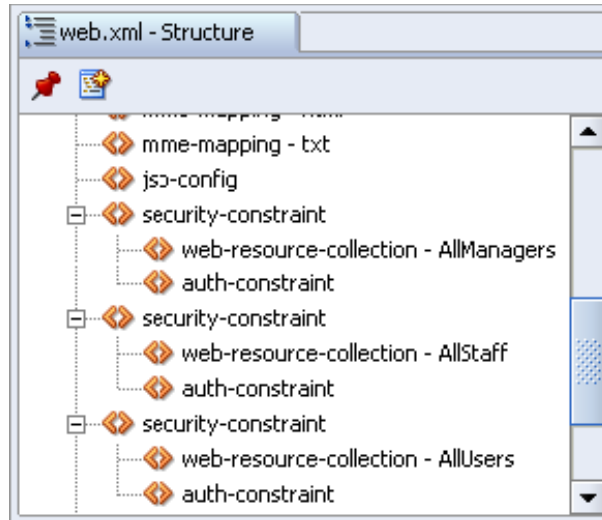 web.xml - Structure
mme-mapping - txt
jsp-config
security-constraint
web-resource-collection - AllManagers
auth-constraint
security-constraint
web-resource-collection - AllStaff
auth-constraint
security-constraint
web-resource-collection - AllUsers
auth-constraint